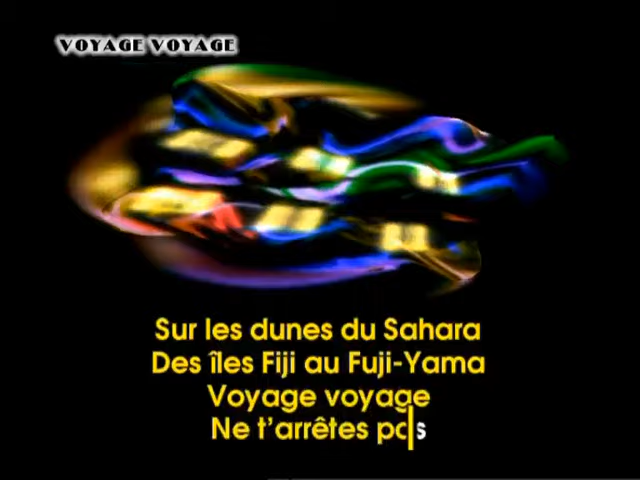 VOYAGE VOYAGE
Sur les dunes du Sahara
Des îles Fiji au Fuji-Yama
Voyage voyage
Ne t'arrêtes pas